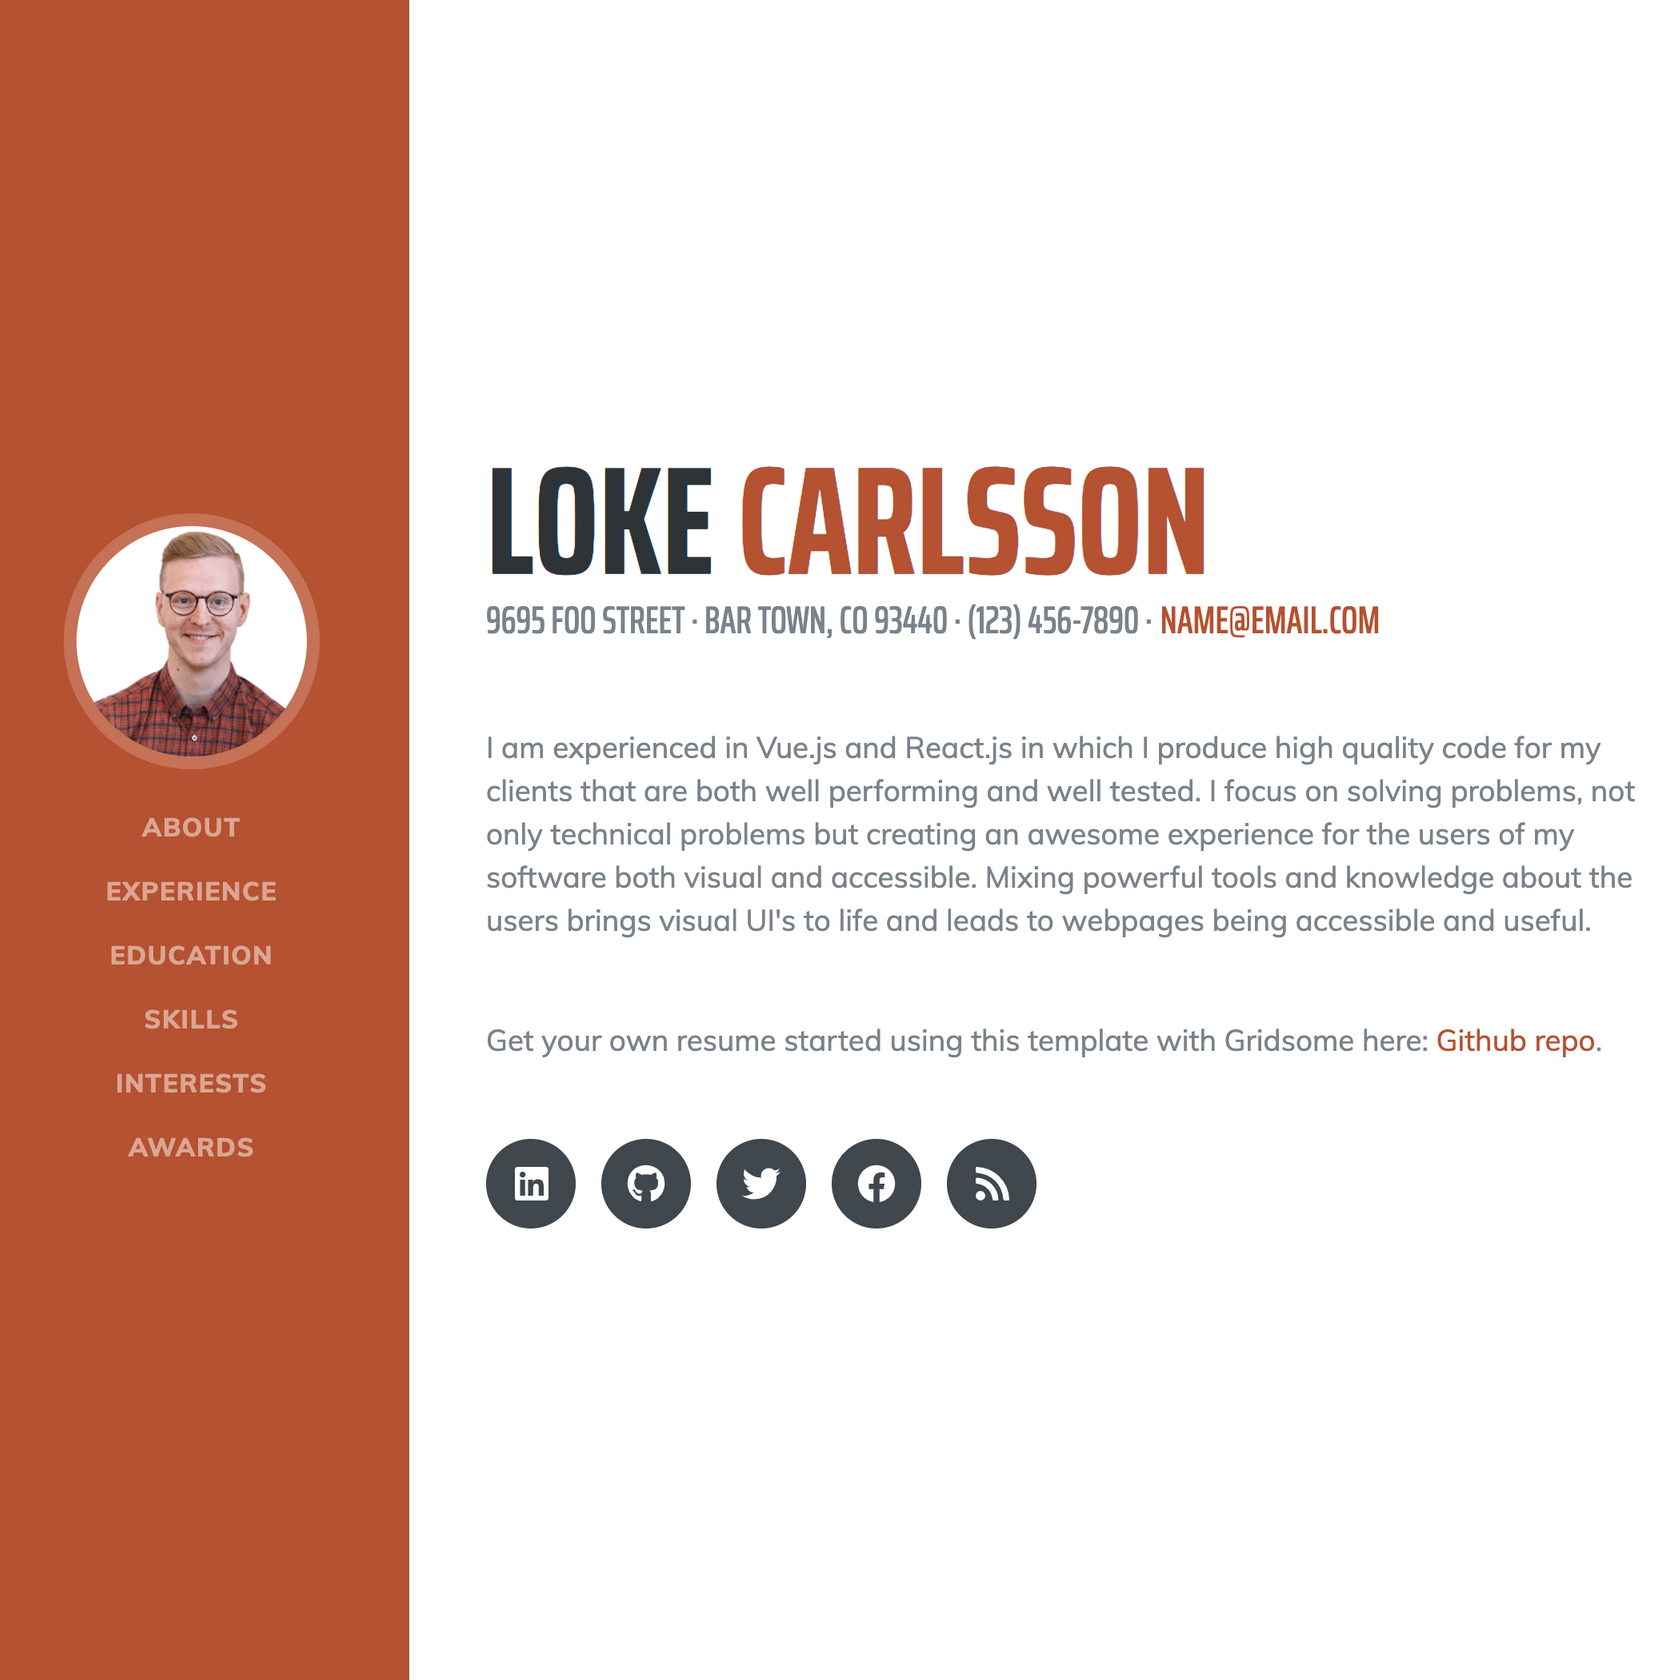 ABOUT
EXPERIENCE
EDUCATION
SKILLS
INTERESTS
AWARDS
LOKE CARLSSON
9695 FOO STREET · BAR TOWN, CO 93440 · (123) 456-7890 · NAME@EMAIL.COM
I am experienced in Vue.js and React.js in which I produce high quality code for my
clients that are both well performing and well tested. I focus on solving problems, not
only technical problems but creating an awesome experience for the users of my
software both visual and accessible. Mixing powerful tools and knowledge about the
users brings visual UI's to life and leads to webpages being accessible and useful.
Get your own resume started using this template with Gridsome here: Github repo.
in